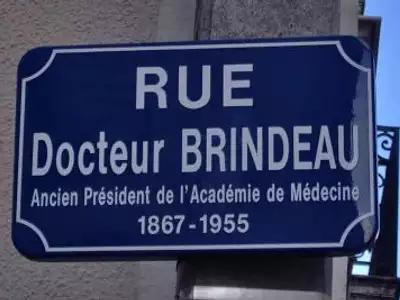 RUE
Docteur BRINDEAU
Ancien Président de l'Académie de Médecine
1867-1955